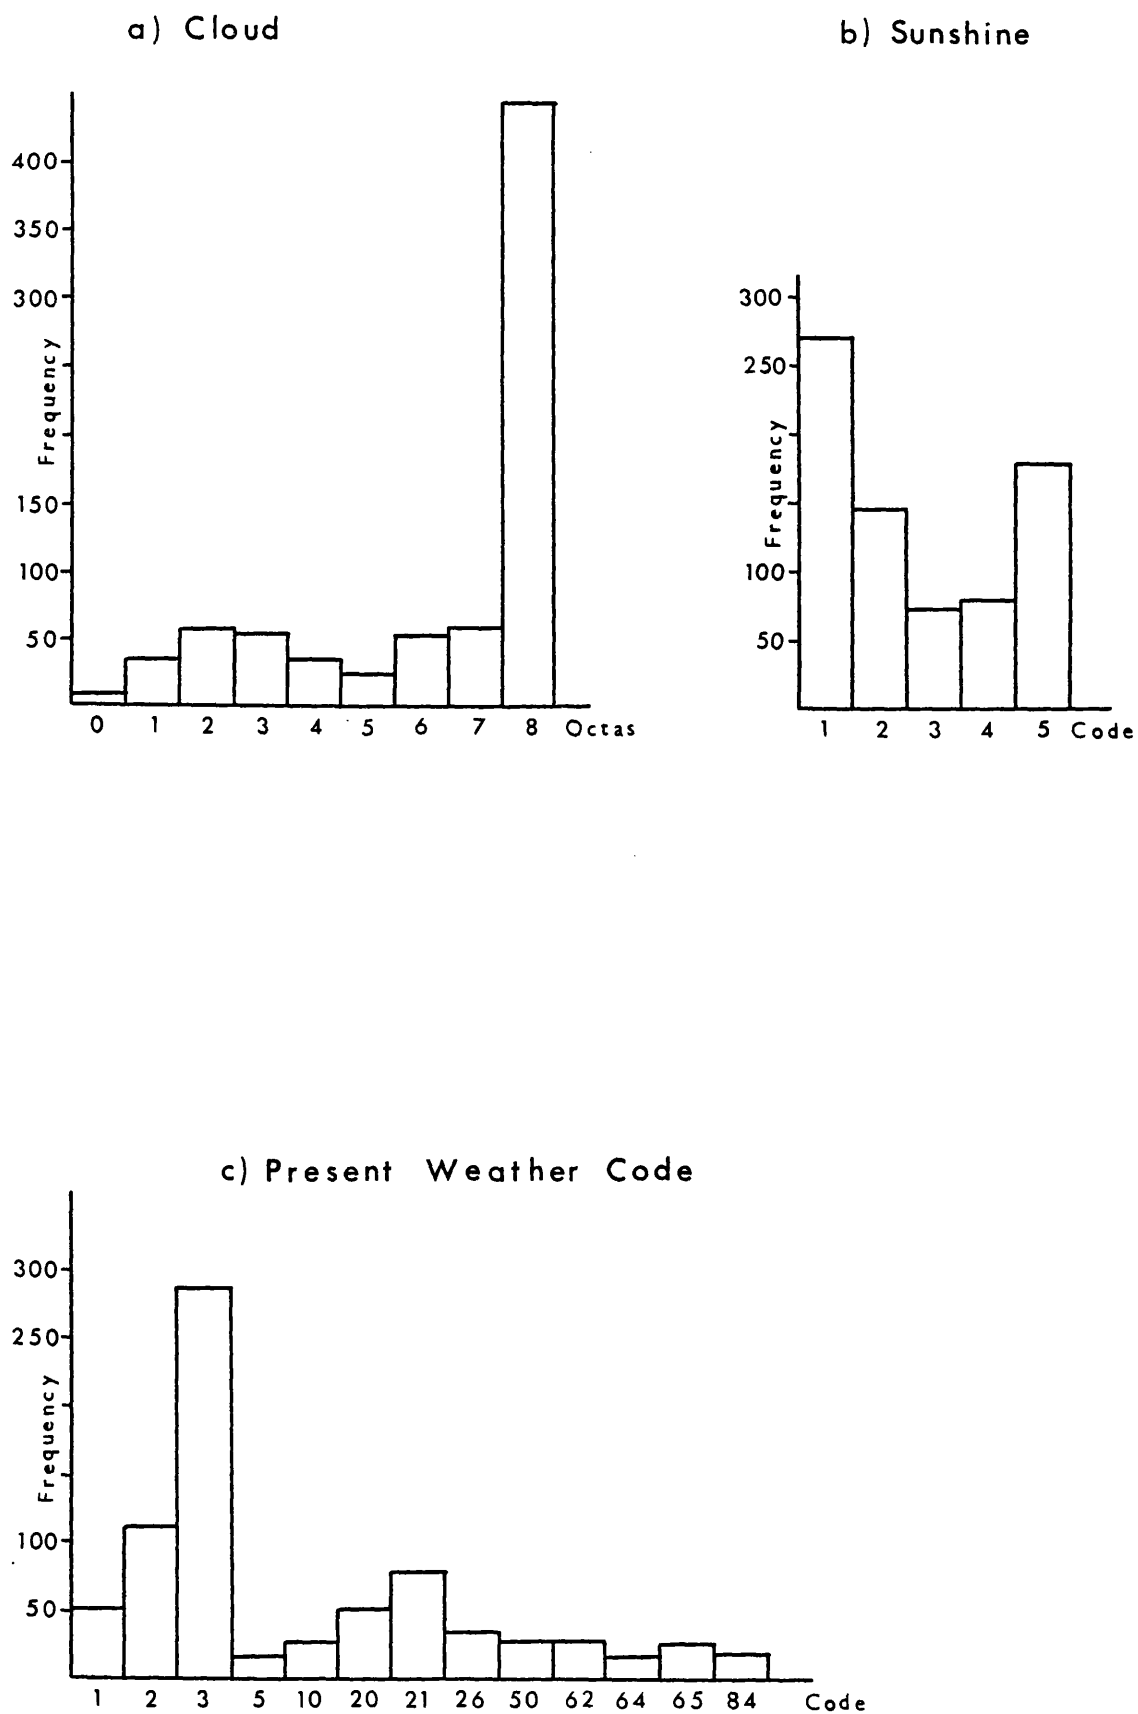 a) Cloud
400
350
300
150
100
50
Frequency
0 1 2 3 4 5 6 7 8 Octas
b) Sunshine
300
250
100
50
Frequency
1 2 3 4 5 Code
c) Present Weather Code
300
250
100
50
Frequency
1 2 3 5 10 20 21 26 50 62 64 65 84 Code